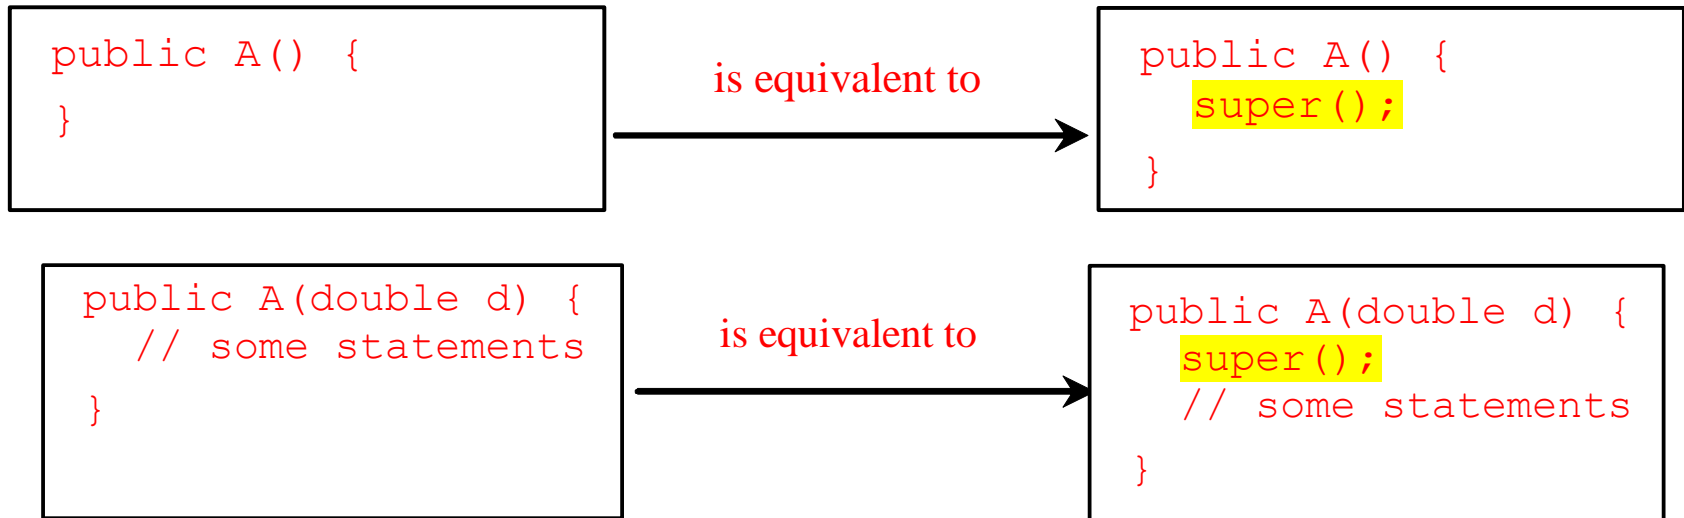 public A() {
}
is equivalent to
public A() {
super();
}
public A(double d) {
// some statements
}
is equivalent to
public A(double d) {
super();
// some statements
}